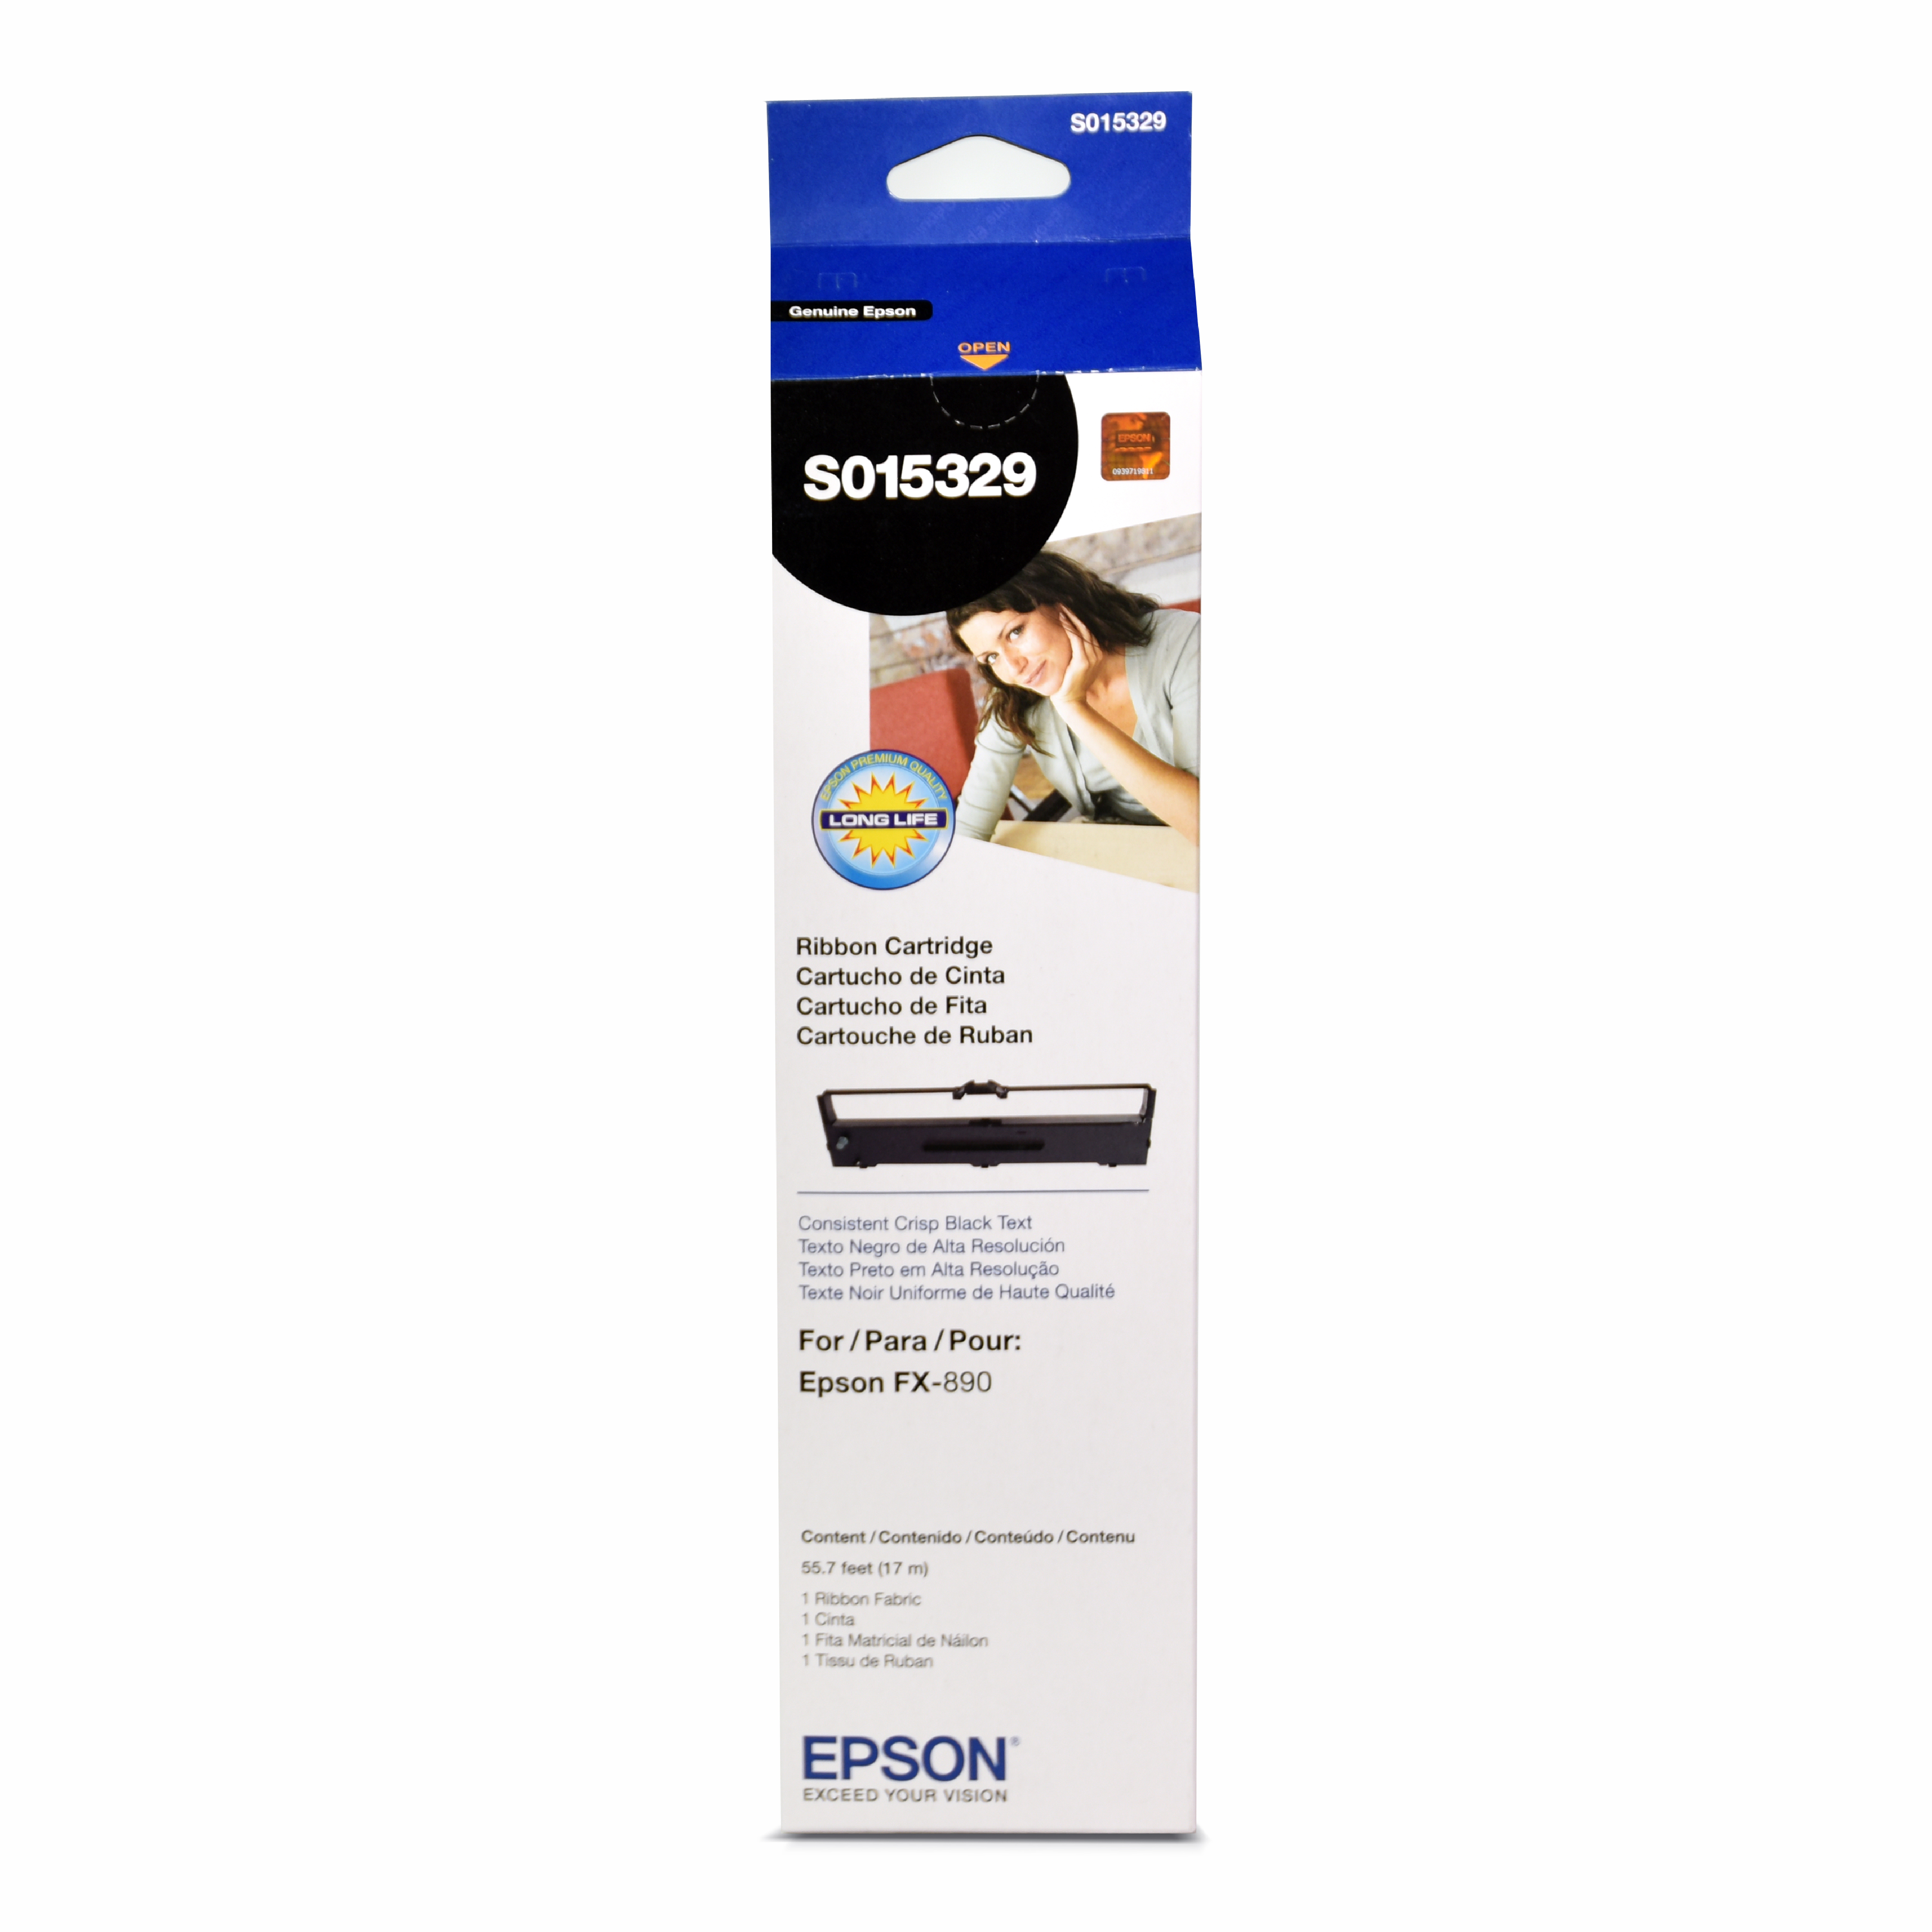 S015329
Genuine Epson
OPEN
S015329
EPSON
EPSON PREMIUM QUALITY
LONG LIFE
Ribbon Cartridge
Cartucho de Cinta
Cartucho de Fita
Cartouche de Ruban
Consistent Crisp Black Text
Texto Negro de Alta Resolución
Texto Preto em Alta Resolução
Texte Noir Uniforme de Haute Qualité
For / Para / Pour:
Epson FX-890
Content / Contenido / Conteúdo / Contenu
55.7 feet (17 m)
1 Ribbon Fabric
1 Cinta
1 Fita Matricial de Náilon
1 Tissu de Ruban
EPSON®
EXCEED YOUR VISION